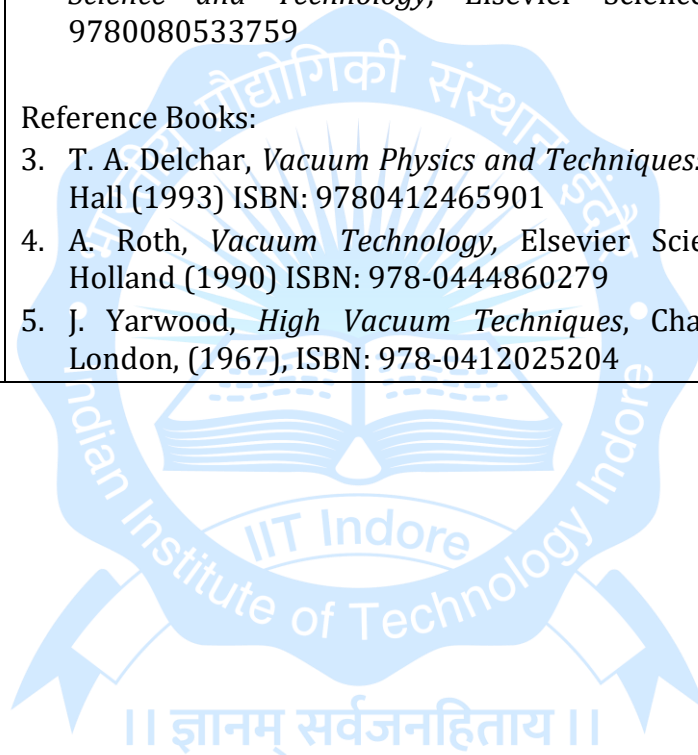 Science and Technology, Elsevier Science
9780080533759
Reference Books:
3. T. A. Delchar, Vacuum Physics and Techniques:
Hall (1993) ISBN: 9780412465901
4. A. Roth, Vacuum Technology, Elsevier Scie
Holland (1990) ISBN: 978-0444860279
5. J. Yarwood, High Vacuum Techniques, Cha
London, (1967), ISBN: 978-0412025204
भारतीय प्रौद्योगिकी संस्थान इंदौर
IIT Indore
Indian Institute of Technology Indore
।। ज्ञानम् सर्वजनहिताय ।।